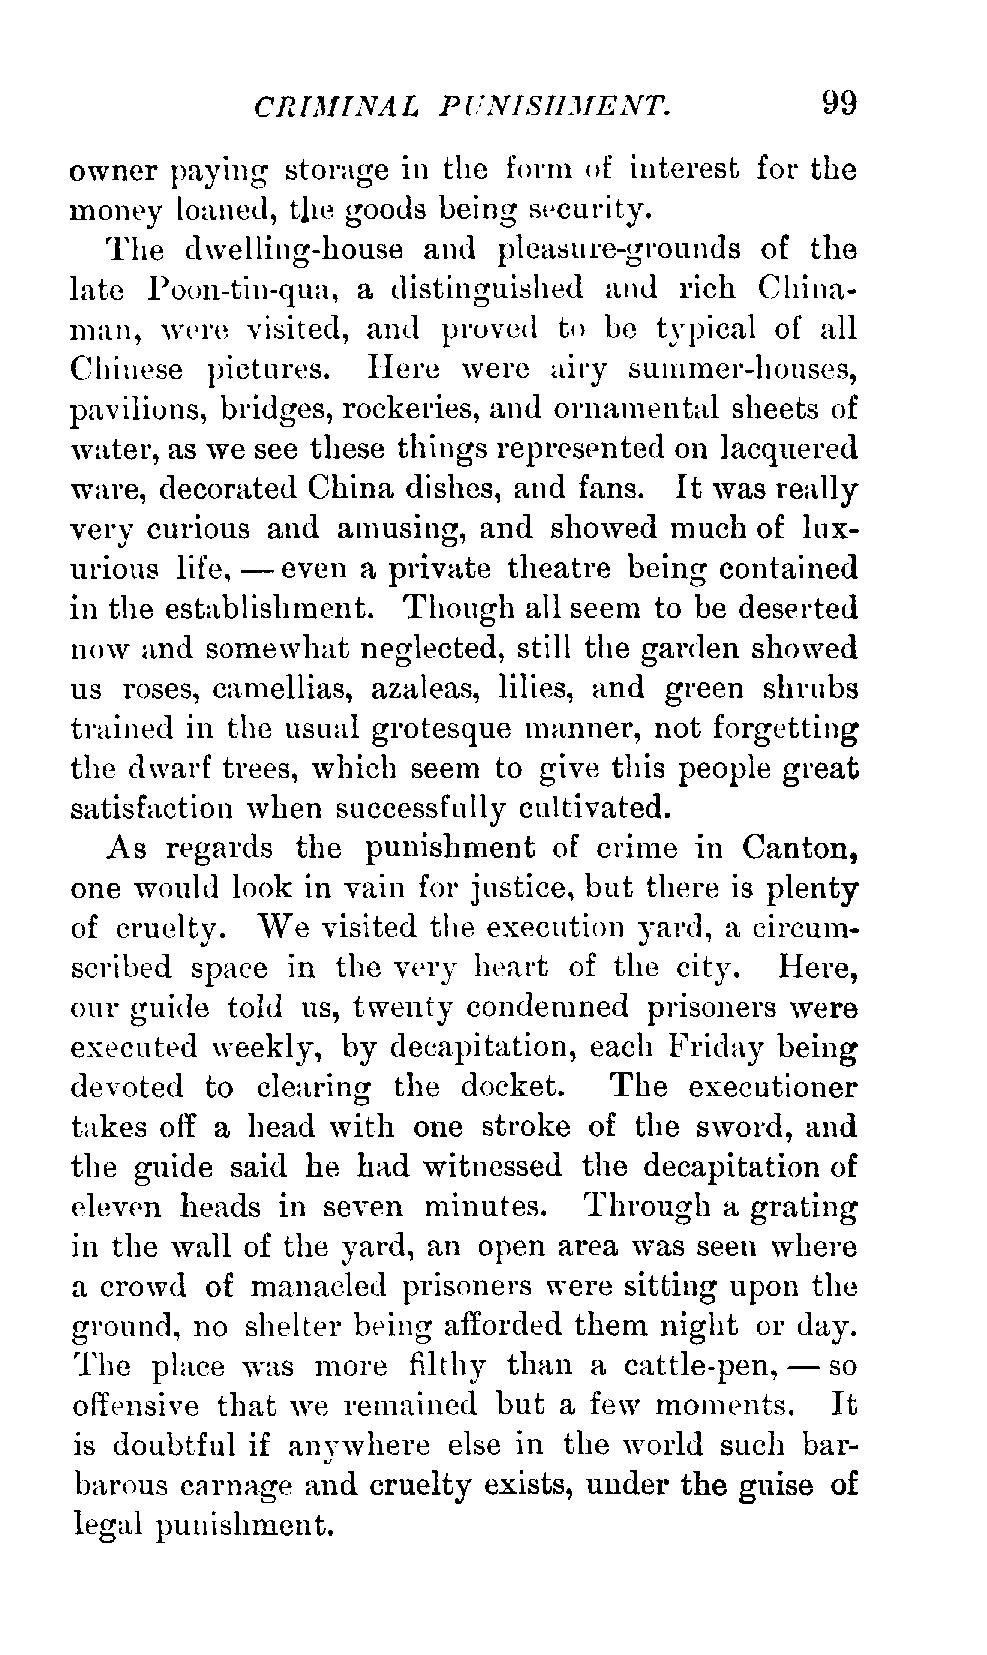 CRIMINAL PUNISHMENT. 99
owner paying storage in the form of interest for the
money loaned, the goods being security.
The dwelling-house and pleasure-grounds of the
late Poon-tin-qua, a distinguished and rich China-
man, were visited, and proved to be typical of all
Chinese pictures. Here were airy summer-houses,
pavilions, bridges, rockeries, and ornamental sheets of
water, as we see these things represented on lacquered
ware, decorated China dishes, and fans. It was really
very curious and amusing, and showed much of lux-
urious life, — even a private theatre being contained
in the establishment. Though all seem to be deserted
now and somewhat neglected, still the garden showed
us roses, camellias, azaleas, lilies, and green shrubs
trained in the usual grotesque manner, not forgetting
the dwarf trees, which seem to give this people great
satisfaction when successfully cultivated.
As regards the punishment of crime in Canton,
one would look in vain for justice, but there is plenty
of cruelty. We visited the execution yard, a circum-
scribed space in the very heart of the city. Here,
our guide told us, twenty condemned prisoners were
executed weekly, by decapitation, each Friday being
devoted to clearing the docket. The executioner
takes off a head with one stroke of the sword, and
the guide said he had witnessed the decapitation of
eleven heads in seven minutes. Through a grating
in the wall of the yard, an open area was seen where
a crowd of manacled prisoners were sitting upon the
ground, no shelter being afforded them night or day.
The place was more filthy than a cattle-pen, — so
offensive that we remained but a few moments. It
is doubtful if anywhere else in the world such bar-
barous carnage and cruelty exists, under the guise of
legal punishment.